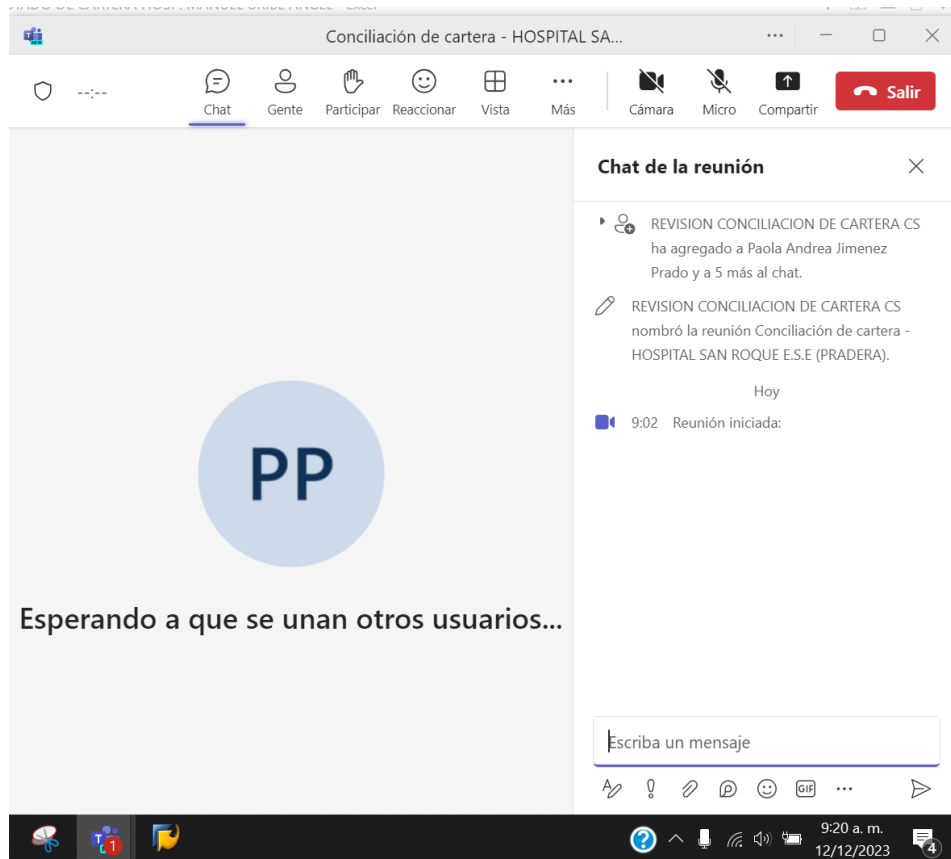 Conciliación de cartera - HOSPITAL SA...
--:--
Chat
Gente
Participar
Reaccionar
Vista
Más
Cámara
Micro
Compartir
Salir
PP
Esperando a que se unan otros usuarios...
Chat de la reunión
REVISION CONCILIACION DE CARTERA CS
ha agregado a Paola Andrea Jimenez
Prado y a 5 más al chat.
REVISION CONCILIACION DE CARTERA CS
nombró la reunión Conciliación de cartera -
HOSPITAL SAN ROQUE E.S.E (PRADERA).
Hoy
9:02 Reunión iniciada:
Escriba un mensaje
GIF
1
9:20 a. m.
12/12/2023
4